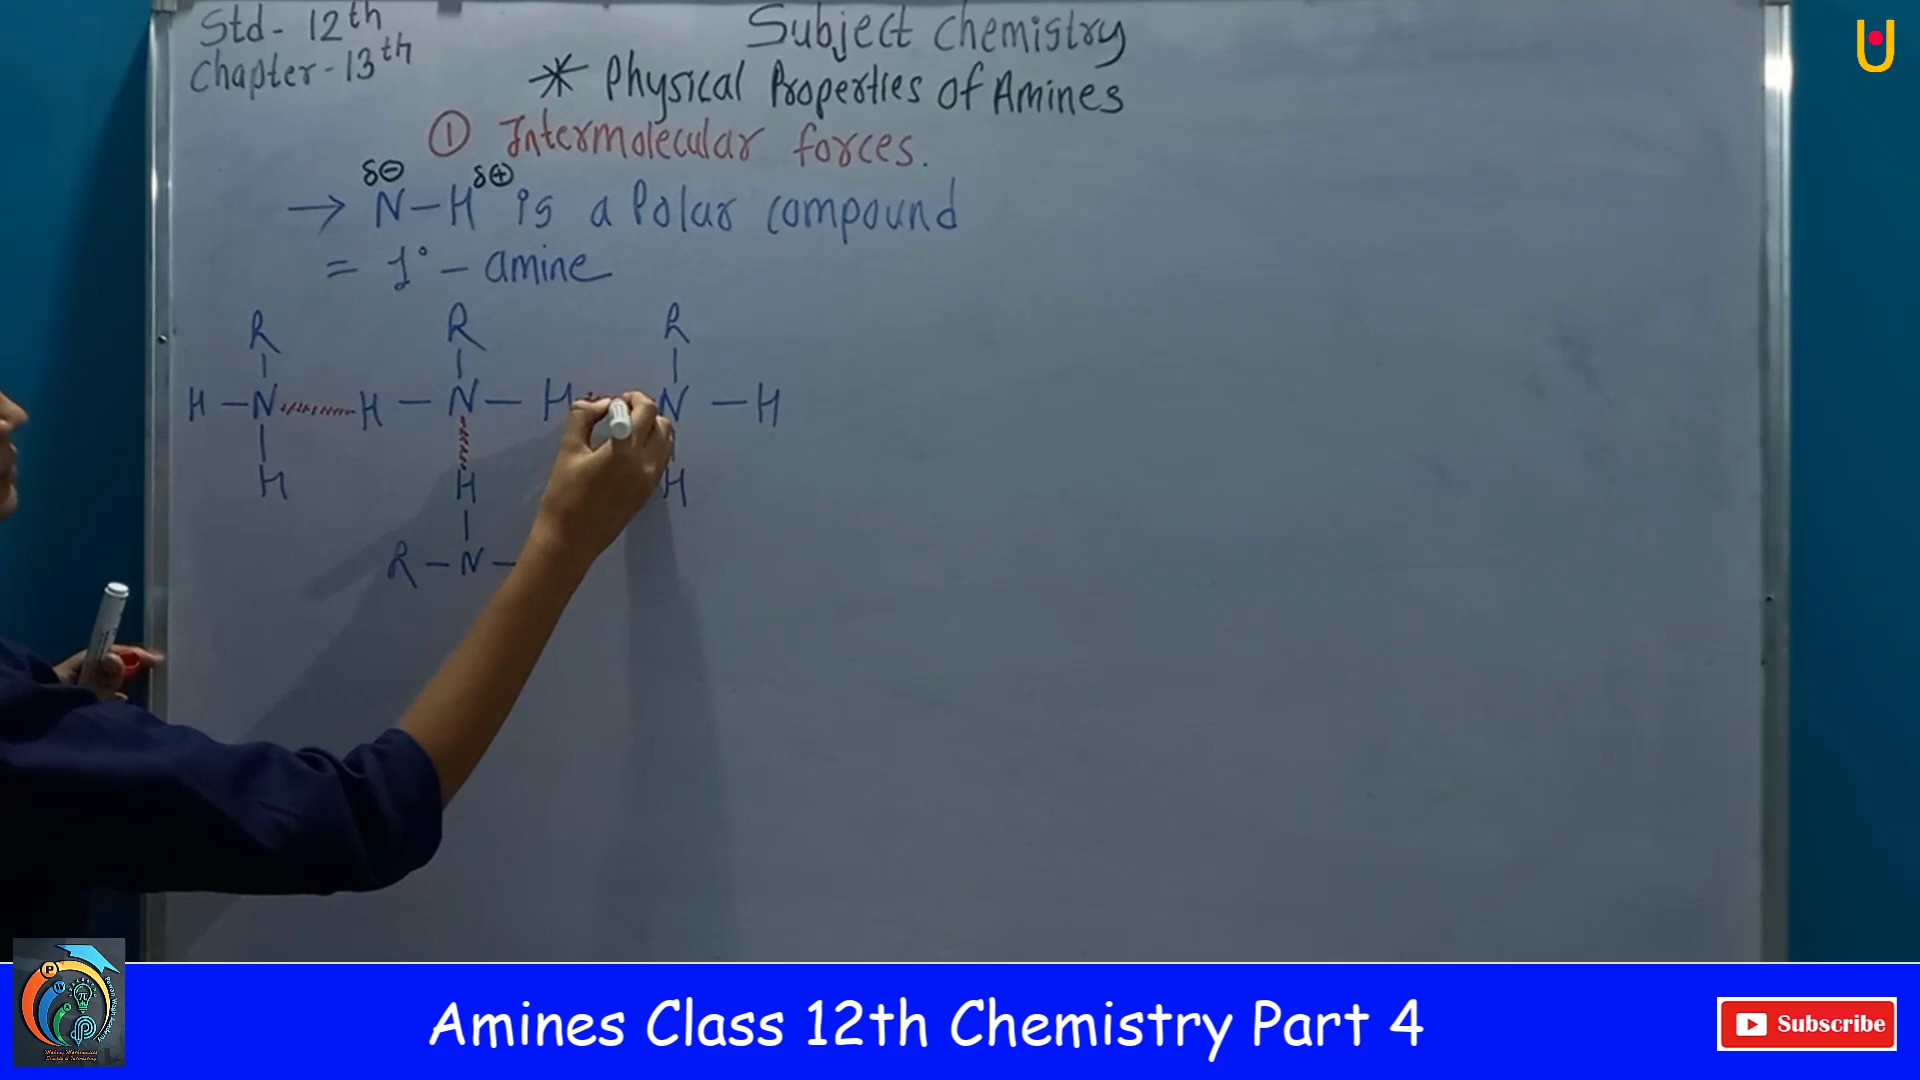 Std - 12th
Chapter - 13th
Subject Chemistry
* Physical Properties of Amines
① Intermolecular forces.
δ⊖ δ⊕
→ N - H is a Polar compound
= 1° - amine
R R R
H - N H - N - H N - H
H H H
R - N -
Amines Class 12th Chemistry Part 4
Subscribe